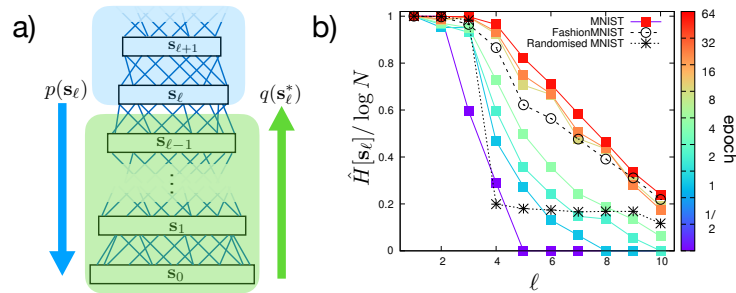 a)
s_{ℓ+1}
s_ℓ
p(s_ℓ)
q(s*_ℓ)
s_{ℓ−1}
⋮
s_1
s_0
b)
Ĥ[s_ℓ]/ log N
1
0.8
0.6
0.4
0.2
0
2
4
6
8
10
ℓ
MNIST
FashionMNIST
Randomised MNIST
64
32
16
8
4
2
1
1/
2
epoch